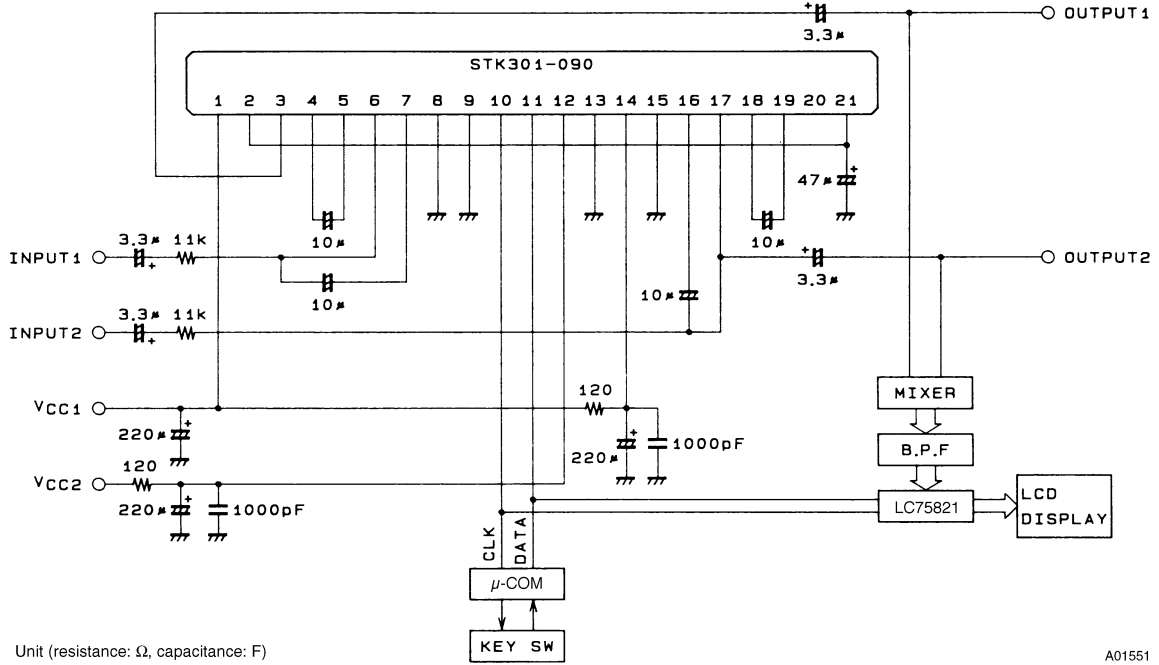 OUTPUT1
+
3.3μ
STK301-090
1 2 3 4 5 6 7 8 9 10 11 12 13 14 15 16 17 18 19 20 21
+
47μ
10μ
10μ
3.3μ 11k
INPUT1
+
+
3.3μ
OUTPUT2
10μ
10μ
3.3μ 11k
INPUT2
+
120
MIXER
VCC1
+
220μ
+
220μ
1000pF
B.P.F
120
VCC2
+
220μ
1000pF
LC75821
LCD
DISPLAY
CLK
DATA
μ-COM
KEY SW
Unit (resistance: Ω, capacitance: F)
A01551